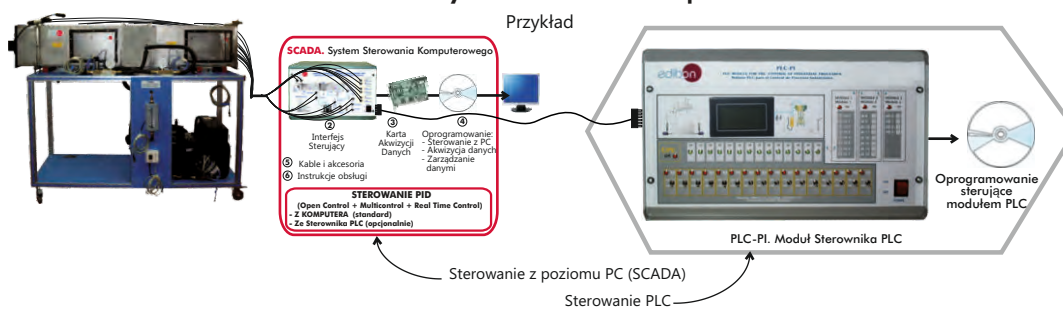 Przykład
SCADA. System Sterowania Komputerowego
② Interfejs Sterujący
③ Karta Akwizycji Danych
④ Oprogramowanie:
- Sterowanie z PC
- Akwizycja danych
- Zarządzanie danymi
⑤ Kable i akcesoria
⑥ Instrukcje obsługi
STEROWANIE PID
(Open Control + Multicontrol + Real Time Control)
- Z KOMPUTERA (standard)
- Ze Sterownika PLC (opcjonalnie)
edibon
PLC-PI
Oprogramowanie
sterujące
modułem PLC
PLC-PI. Moduł Sterownika PLC
Sterowanie z poziomu PC (SCADA)
Sterowanie PLC